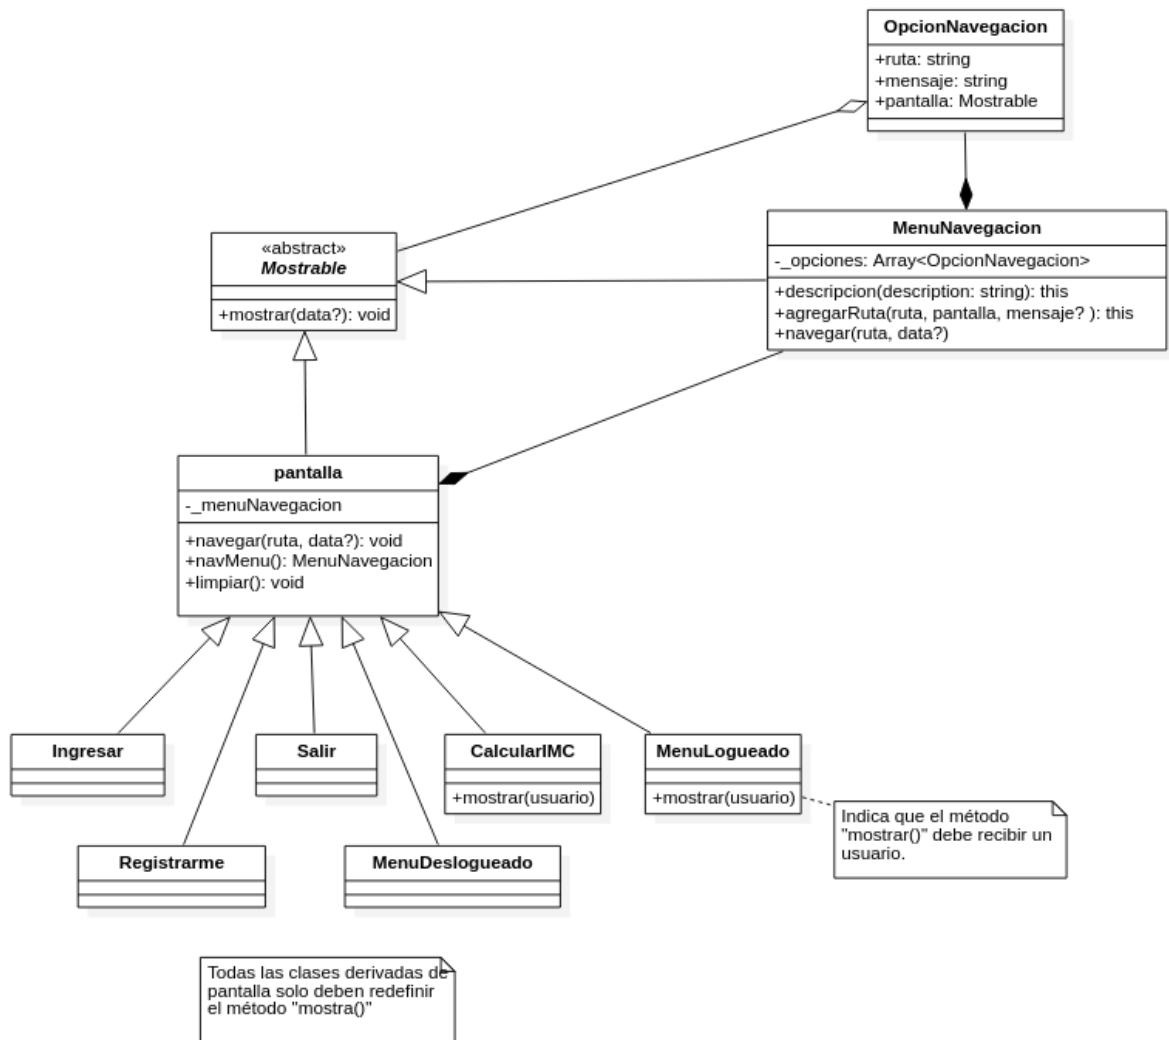 OpcionNavegacion
+ruta: string
+mensaje: string
+pantalla: Mostrable
«abstract»
Mostrable
+mostrar(data?): void
MenuNavegacion
-_opciones: Array<OpcionNavegacion>
+descripcion(description: string): this
+agregarRuta(ruta, pantalla, mensaje? ): this
+navegar(ruta, data?)
pantalla
-_menuNavegacion
+navegar(ruta, data?): void
+navMenu(): MenuNavegacion
+limpiar(): void
Ingresar
Salir
CalcularIMC
+mostrar(usuario)
MenuLogueado
+mostrar(usuario)
Indica que el método
"mostrar()" debe recibir un
usuario.
Registrarme
MenuDeslogueado
Todas las clases derivadas de
pantalla solo deben redefinir
el método "mostra()"